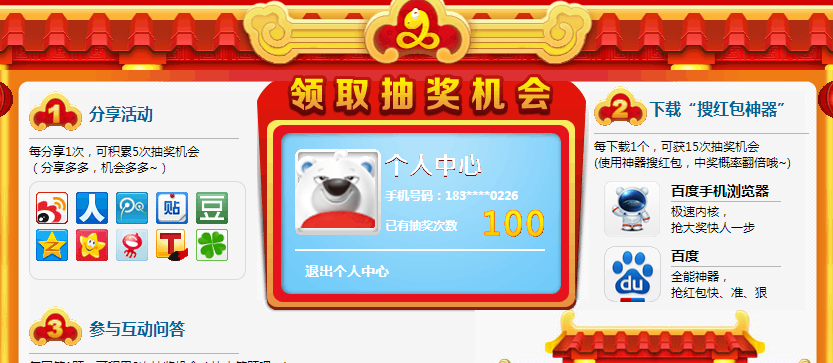 领取抽奖机会
1 分享活动
每分享1次，可积累5次抽奖机会
（分享多多，机会多多~）
人
贴
豆
T
个人中心
手机号码：183****0226
已有抽奖次数 100
退出个人中心
2 下载“搜红包神器”
每下载1个，可获15次抽奖机会
(使用神器搜红包，中奖概率翻倍哦~)
百度手机浏览器
极速内核，
抢大奖快人一步
百度
全能神器，
抢红包快、准、狠
du
3 参与互动问答